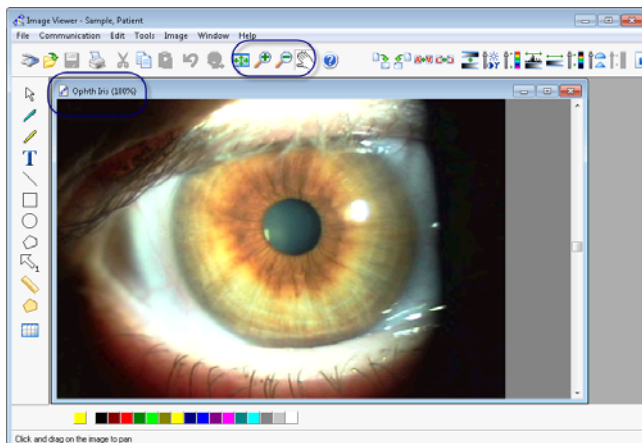 Image Viewer - Sample, Patient
File Communication Edit Tools Image Window Help
Ophth Iris (100%)
T
1
Click and drag on the image to pan